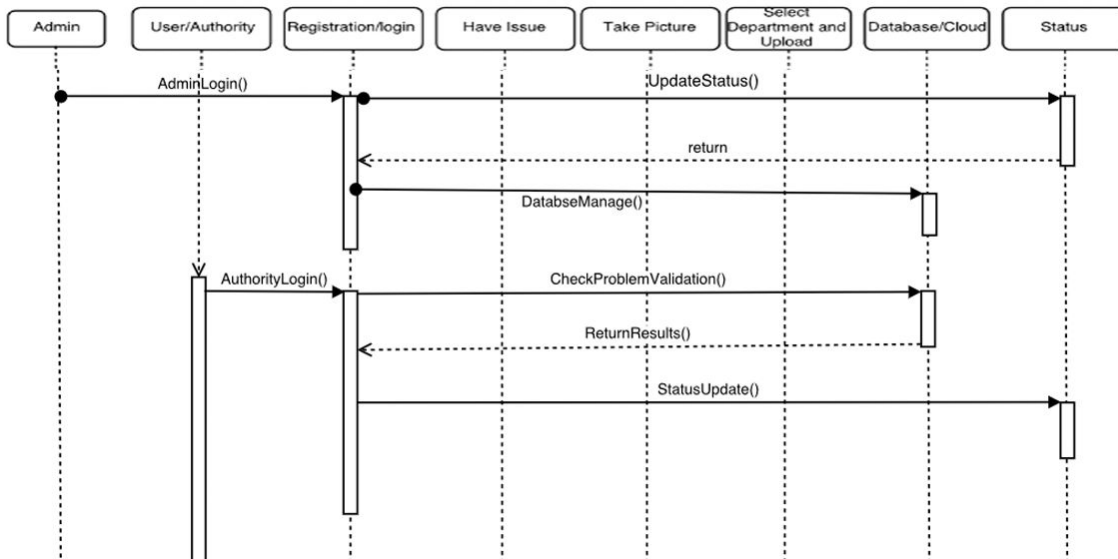 Admin
User/Authority
Registration/login
Have Issue
Take Picture
Select
Department and
Upload
Database/Cloud
Status
AdminLogin()
UpdateStatus()
return
DatabseManage()
AuthorityLogin()
CheckProblemValidation()
ReturnResults()
StatusUpdate()